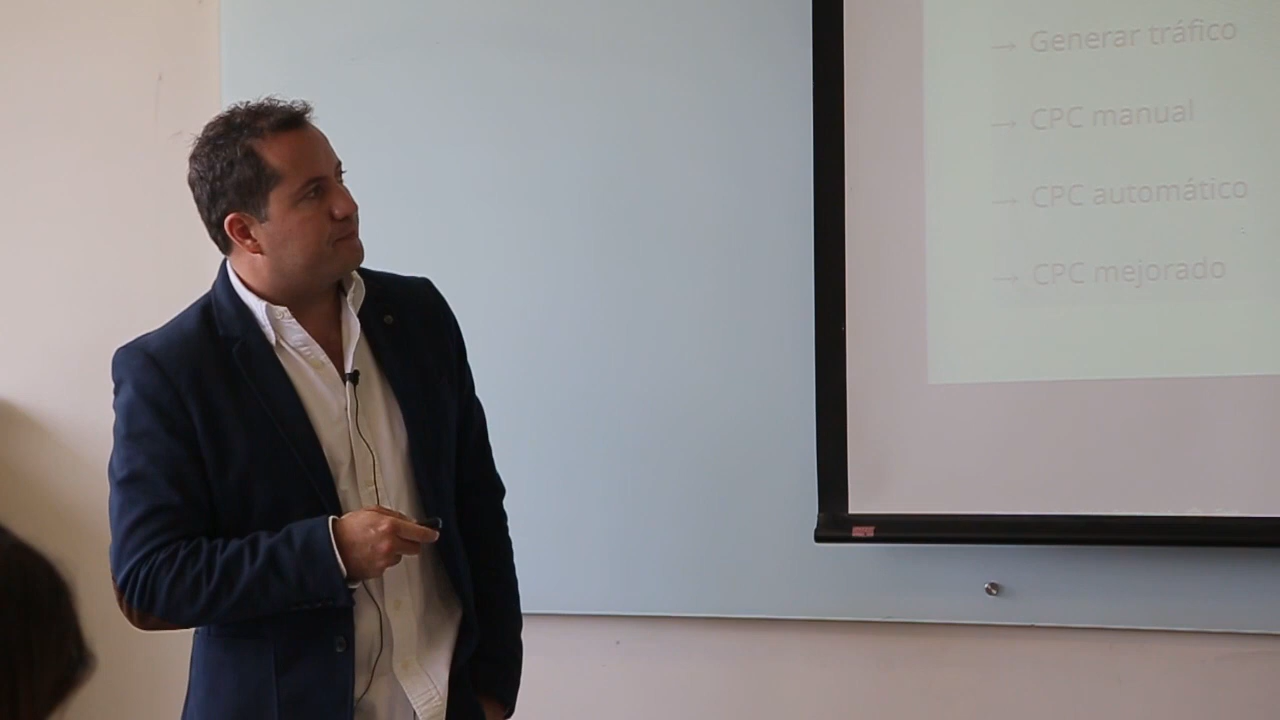 → Generar tráfico
→ CPC manual
→ CPC automático
→ CPC mejorado